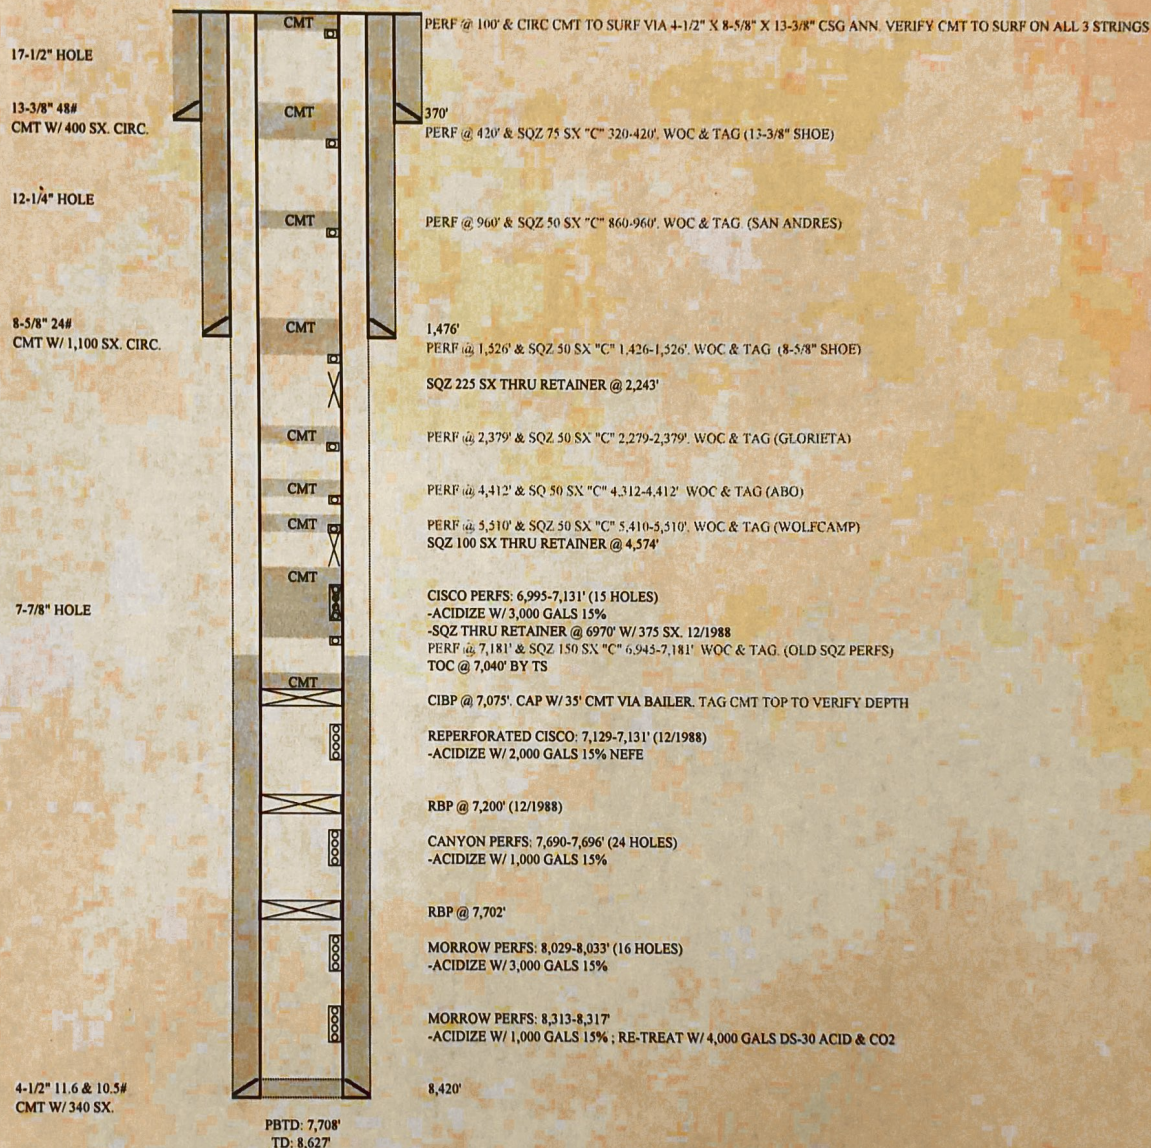 CMT
PERF @ 100' & CIRC CMT TO SURF VIA 4-1/2" X 8-5/8" X 13-3/8" CSG ANN. VERIFY CMT TO SURF ON ALL 3 STRINGS
17-1/2" HOLE
13-3/8" 48#
CMT W/ 400 SX. CIRC.
CMT
370'
PERF @ 420' & SQZ 75 SX "C" 320-420'. WOC & TAG (13-3/8" SHOE)
12-1/4" HOLE
CMT
PERF @ 960' & SQZ 50 SX "C" 860-960'. WOC & TAG. (SAN ANDRES)
8-5/8" 24#
CMT W/ 1,100 SX. CIRC.
CMT
1,476'
PERF @ 1,526' & SQZ 50 SX "C" 1,426-1,526'. WOC & TAG (8-5/8" SHOE)
SQZ 225 SX THRU RETAINER @ 2,243'
CMT
PERF @ 2,379' & SQZ 50 SX "C" 2,279-2,379'. WOC & TAG (GLORIETA)
CMT
PERF @ 4,412' & SQ 50 SX "C" 4,312-4,412' WOC & TAG (ABO)
CMT
PERF @ 5,510' & SQZ 50 SX "C" 5,410-5,510'. WOC & TAG (WOLFCAMP)
SQZ 100 SX THRU RETAINER @ 4,574'
CMT
7-7/8" HOLE
CISCO PERFS: 6,995-7,131' (15 HOLES)
-ACIDIZE W/ 3,000 GALS 15%
-SQZ THRU RETAINER @ 6970' W/ 375 SX. 12/1988
PERF @ 7,181' & SQZ 150 SX "C" 6,945-7,181' WOC & TAG. (OLD SQZ PERFS)
TOC @ 7,040' BY TS
CMT
CIBP @ 7,075'. CAP W/ 35' CMT VIA BAILER. TAG CMT TOP TO VERIFY DEPTH
REPERFORATED CISCO: 7,129-7,131' (12/1988)
-ACIDIZE W/ 2,000 GALS 15% NEFE
RBP @ 7,200' (12/1988)
CANYON PERFS: 7,690-7,696' (24 HOLES)
-ACIDIZE W/ 1,000 GALS 15%
RBP @ 7,702'
MORROW PERFS: 8,029-8,033' (16 HOLES)
-ACIDIZE W/ 3,000 GALS 15%
MORROW PERFS: 8,313-8,317'
-ACIDIZE W/ 1,000 GALS 15% ; RE-TREAT W/ 4,000 GALS DS-30 ACID & CO2
4-1/2" 11.6 & 10.5#
CMT W/ 340 SX.
8,420'
PBTD: 7,708'
TD: 8,627'